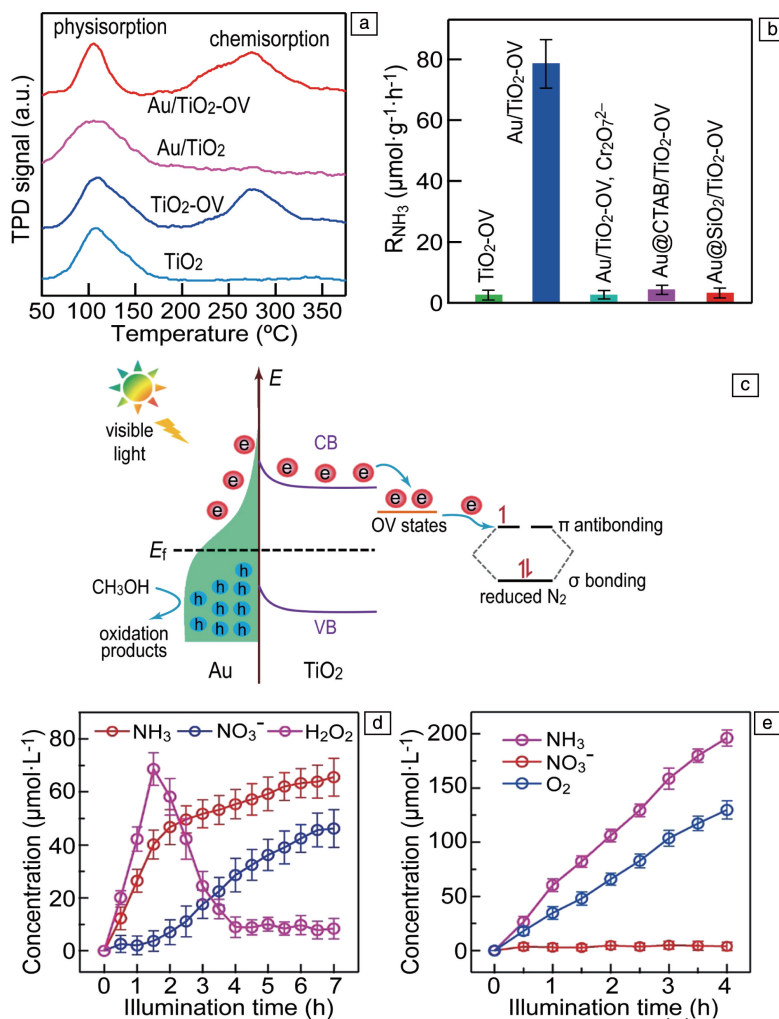 a
physisorption
chemisorption
Au/TiO₂-OV
Au/TiO₂
TiO₂-OV
TiO₂
TPD signal (a.u.)
50 100 150 200 250 300 350
Temperature (ºC)
b
R_NH₃ (μmol·g⁻¹·h⁻¹)
80
60
40
20
0
TiO₂-OV
Au/TiO₂-OV
Au/TiO₂-OV, Cr₂O₇²⁻
Au@CTAB/TiO₂-OV
Au@SiO₂/TiO₂-OV
c
E
visible
light
CB
e e e e e e e e e e
OV states
π antibonding
E_f
CH₃OH
h h h h h h h h h h
σ bonding
reduced N₂
oxidation
products
VB
Au
TiO₂
d
NH₃ NO₃⁻ H₂O₂
Concentration (μmol·L⁻¹)
80
60
40
20
0
0 1 2 3 4 5 6 7
Illumination time (h)
e
NH₃
NO₃⁻
O₂
Concentration (μmol·L⁻¹)
200
150
100
50
0
0 1 2 3 4
Illumination time (h)